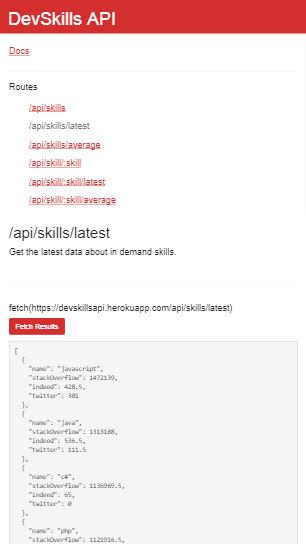 DevSkills API
Docs
Routes
/api/skills
/api/skills/latest
/api/skills/average
/api/skill/:skill
/api/skill/:skill/latest
/api/skill/:skill/average
/api/skills/latest
Get the latest data about in demand skills.
fetch(https://devskillsapi.herokuapp.com/api/skills/latest)
Fetch Results
[
{
"name": "javascript",
"stackOverflow": 1472139,
"indeed": 428.5,
"twitter": 301
},
{
"name": "java",
"stackOverflow": 1313188,
"indeed": 536.5,
"twitter": 111.5
},
{
"name": "c#",
"stackOverflow": 1136969.5,
"indeed": 65,
"twitter": 0
},
{
"name": "php",
"stackOverflow": 1121916.5,